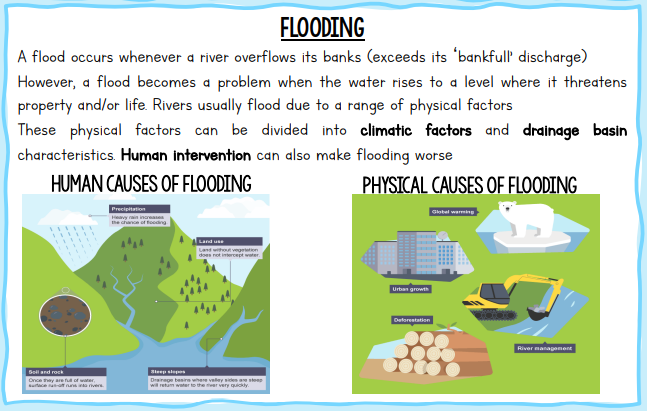 FLOODING
A flood occurs whenever a river overflows its banks (exceeds its ‘bankfull’ discharge)
However, a flood becomes a problem when the water rises to a level where it threatens
property and/or life. Rivers usually flood due to a range of physical factors
These physical factors can be divided into climatic factors and drainage basin
characteristics. Human intervention can also make flooding worse
HUMAN CAUSES OF FLOODING
Precipitation
Heavy rain increases
the chance of flooding.
Land use
Land without vegetation
does not intercept water.
Soil and rock
Once they are full of water,
surface run-off runs into rivers.
Steep slopes
Drainage basins where valley sides are steep
will return water to the river very quickly.
PHYSICAL CAUSES OF FLOODING
Global warming
Urban growth
Deforestation
River management